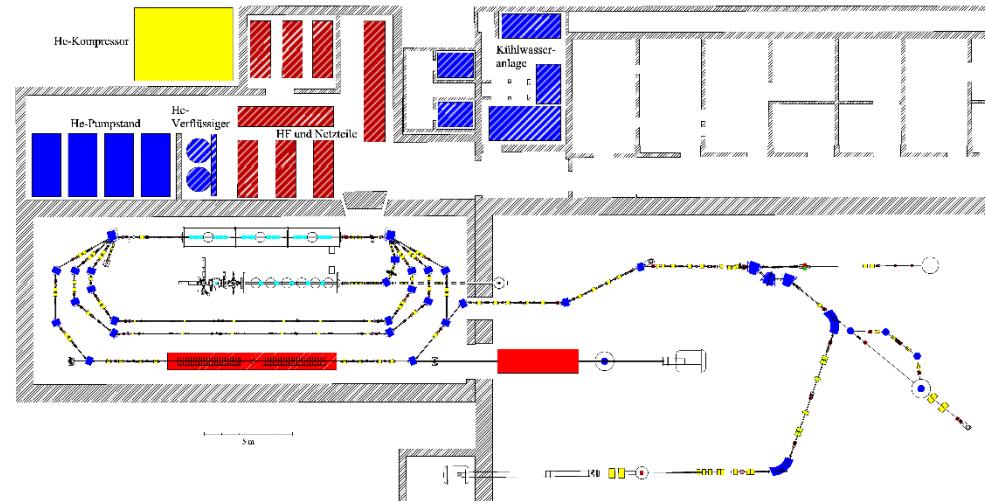 He-Kompressor
Kühlwasser-
anlage
He-Pumpstand
He-
Verflüssiger
HF und Netzteile
5 m